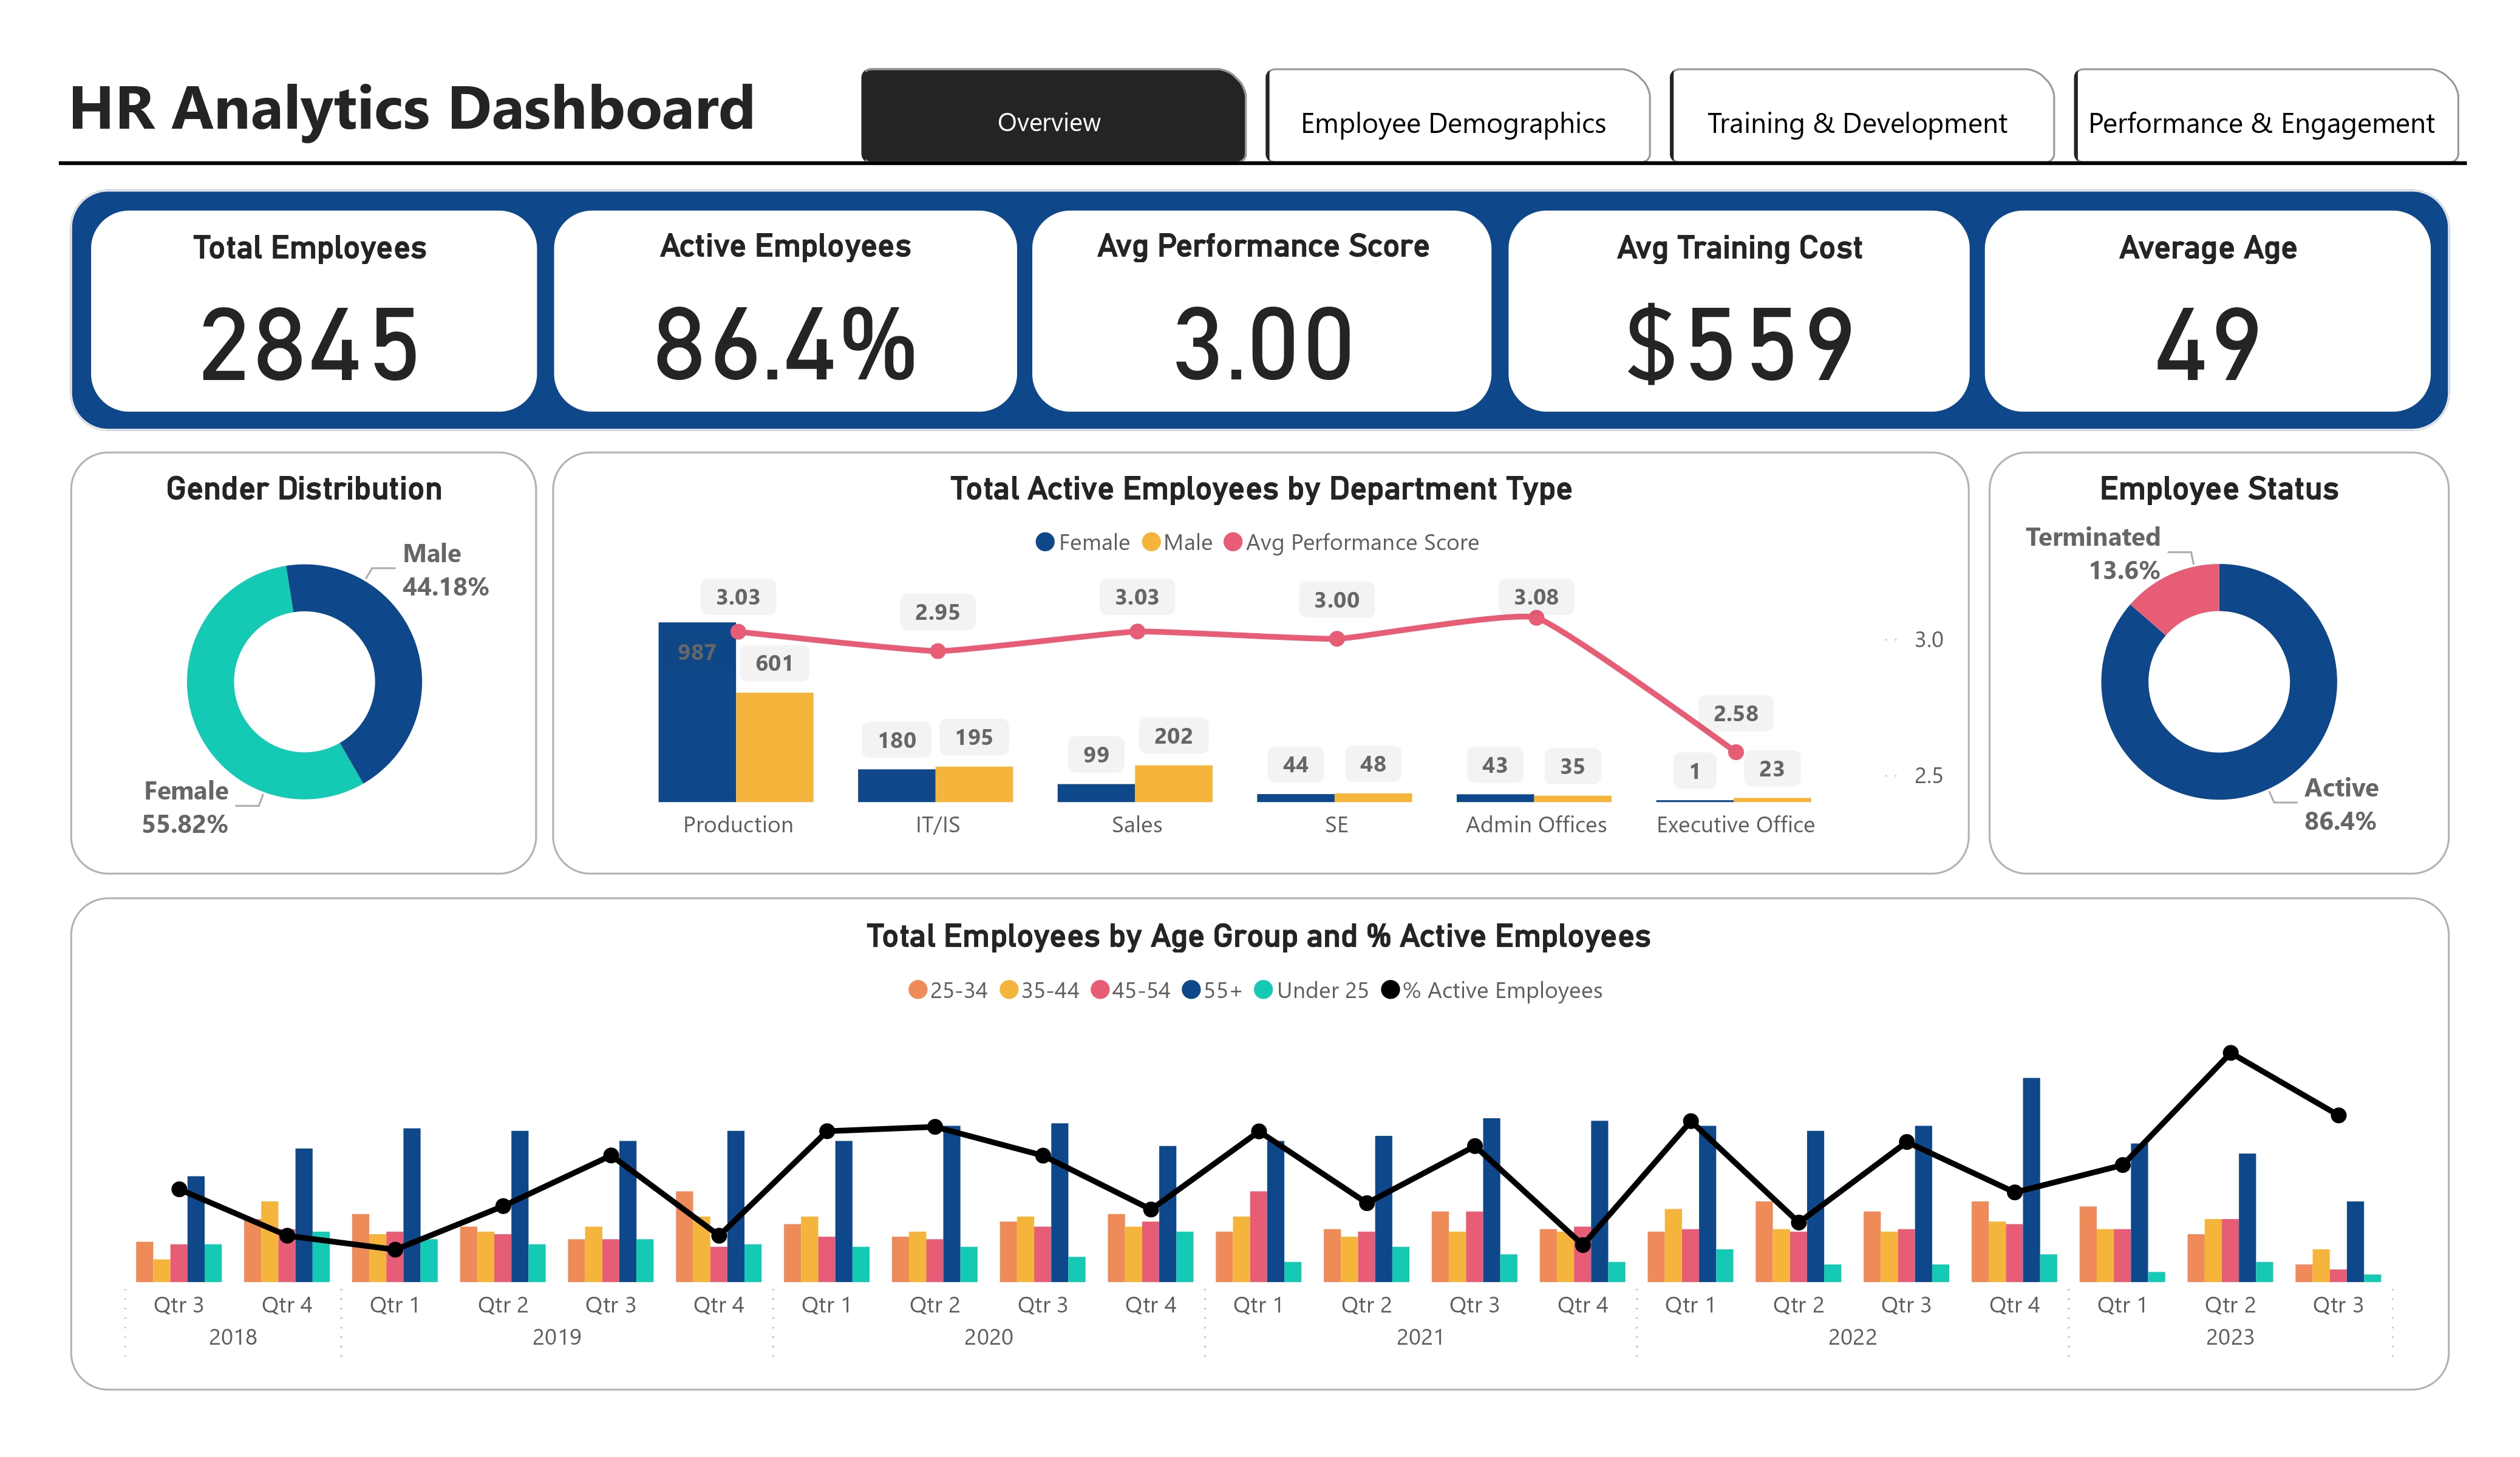 HR Analytics Dashboard
Overview
Employee Demographics
Training & Development
Performance & Engagement
Total Employees
2845
Active Employees
86.4%
Avg Performance Score
3.00
Avg Training Cost
$559
Average Age
49
Gender Distribution
Male
44.18%
Female
55.82%
Total Active Employees by Department Type
Female Male Avg Performance Score
3.03 2.95 3.03 3.00 3.08 2.58
987 601 180 195 99 202 44 48 43 35 1 23
3.0
2.5
Production IT/IS Sales SE Admin Offices Executive Office
Employee Status
Terminated
13.6%
Active
86.4%
Total Employees by Age Group and % Active Employees
25-34 35-44 45-54 55+ Under 25 % Active Employees
Qtr 3 Qtr 4 Qtr 1 Qtr 2 Qtr 3 Qtr 4 Qtr 1 Qtr 2 Qtr 3 Qtr 4 Qtr 1 Qtr 2 Qtr 3 Qtr 4 Qtr 1 Qtr 2 Qtr 3 Qtr 4 Qtr 1 Qtr 2 Qtr 3
2018 2019 2020 2021 2022 2023